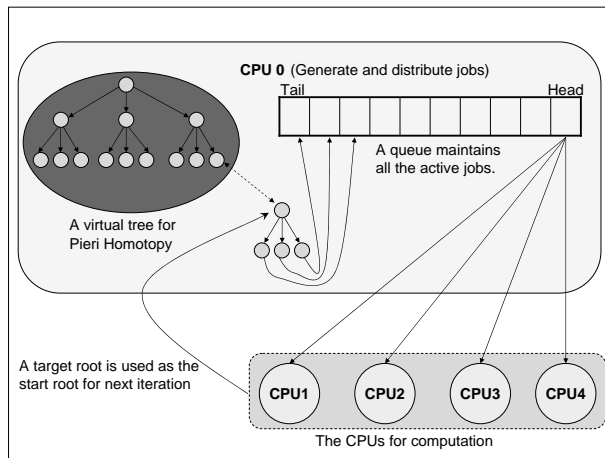 CPU 0 (Generate and distribute jobs)
Tail
Head
A queue maintains
all the active jobs.
A virtual tree for
Pieri Homotopy
A target root is used as the
start root for next iteration
CPU1
CPU2
CPU3
CPU4
The CPUs for computation